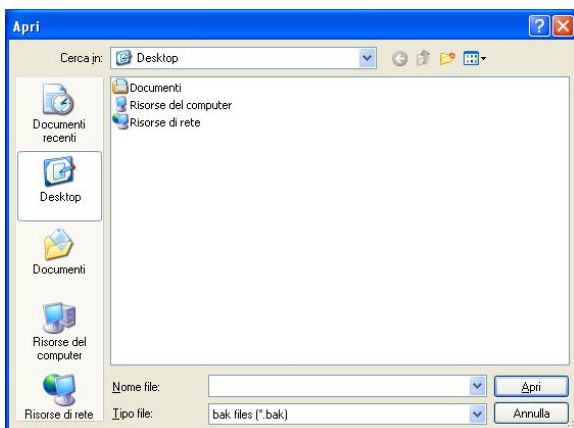 Apri
Cerca in:
Desktop
Documenti recenti
Desktop
Documenti
Risorse del computer
Risorse di rete
Documenti
Risorse del computer
Risorse di rete
Nome file:
Apri
Tipo file:
bak files (*.bak)
Annulla